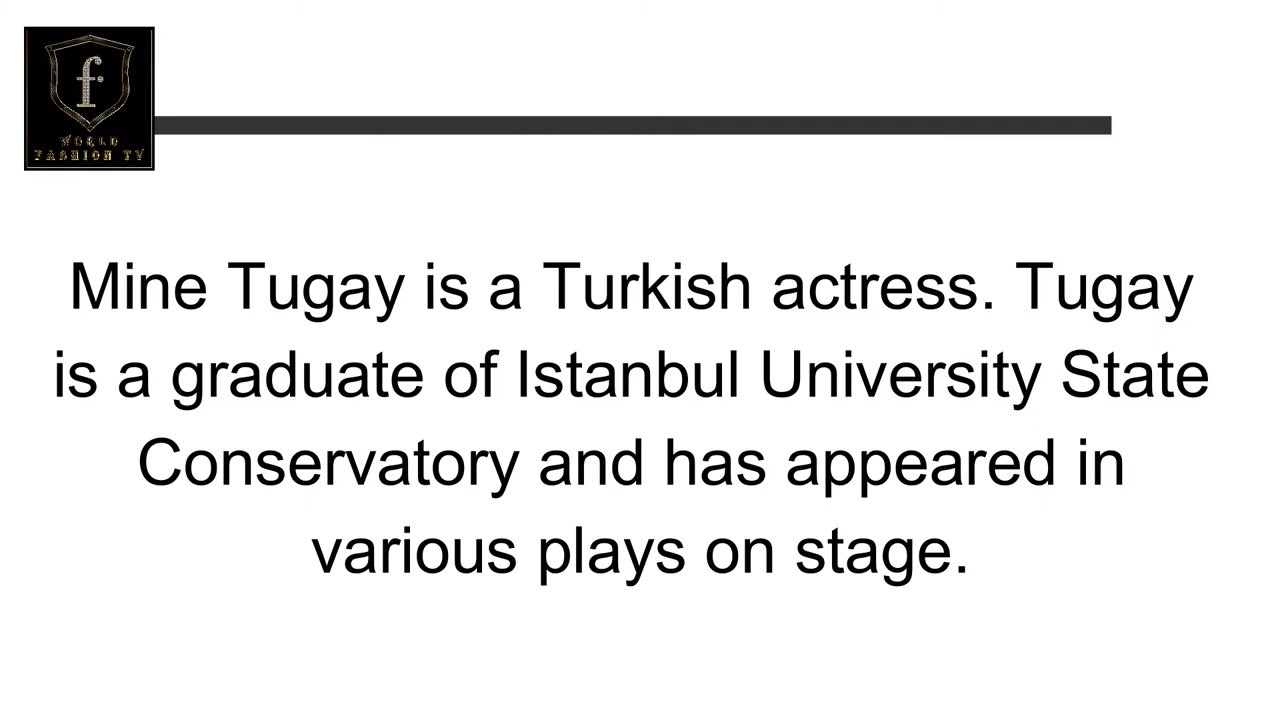 f
WORLD
FASHION TV
Mine Tugay is a Turkish actress. Tugay
is a graduate of Istanbul University State
Conservatory and has appeared in
various plays on stage.